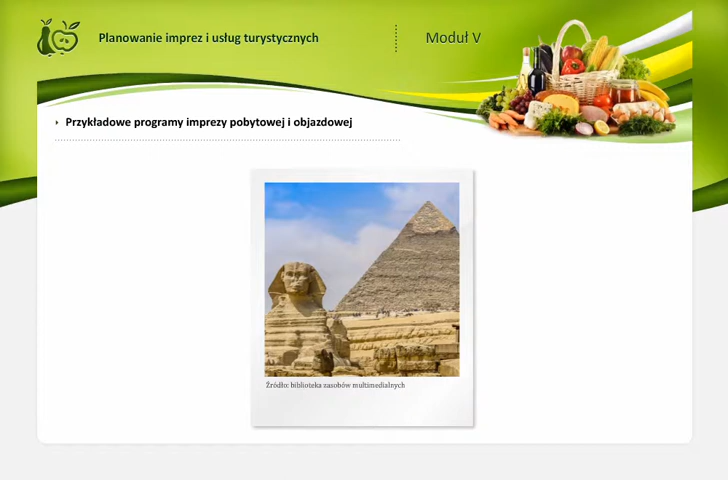 Planowanie imprez i usług turystycznych
Moduł V
Przykładowe programy imprezy pobytowej i objazdowej
Źródło: biblioteka zasobów multimedialnych